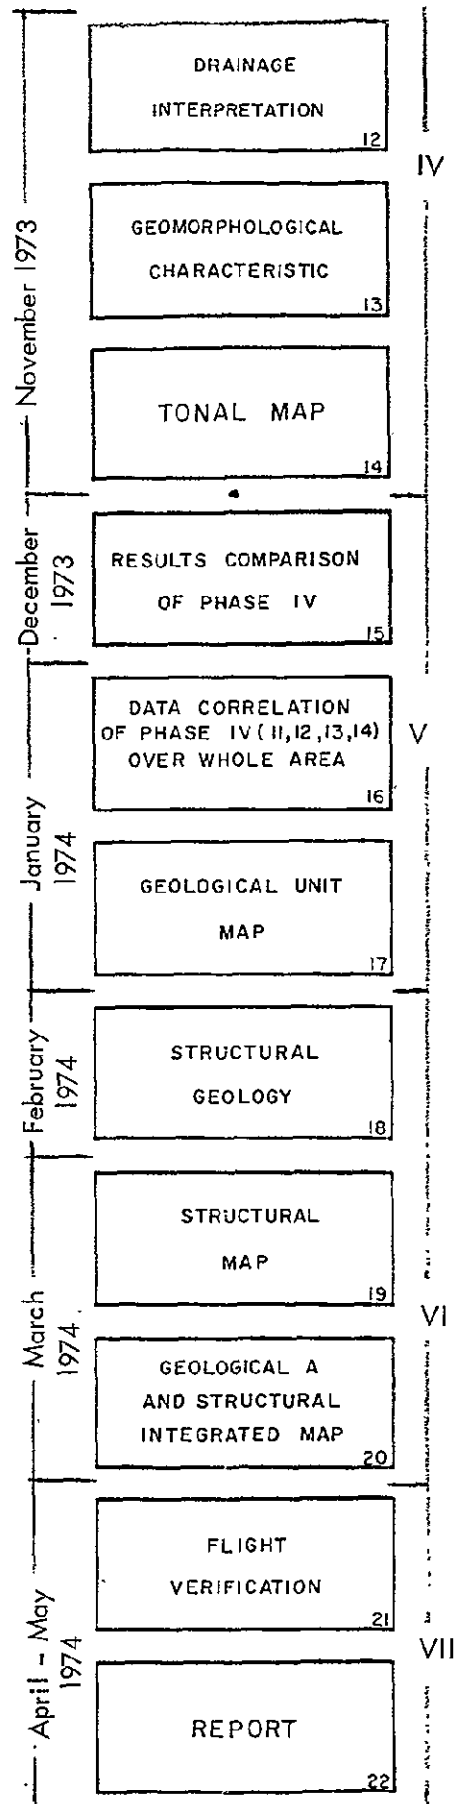 November 1973
DRAINAGE
INTERPRETATION
12
IV
GEOMORPHOLOGICAL
CHARACTERISTIC
13
TONAL MAP
14
December
1973
RESULTS COMPARISON
OF PHASE IV
15
January
1974
DATA CORRELATION
OF PHASE IV (11,12,13,14)
OVER WHOLE AREA
16
V
GEOLOGICAL UNIT
MAP
17
February
1974
STRUCTURAL
GEOLOGY
18
March
1974
STRUCTURAL
MAP
19
VI
GEOLOGICAL A
AND STRUCTURAL
INTEGRATED MAP
20
April - May
1974
FLIGHT
VERIFICATION
21
VII
REPORT
22